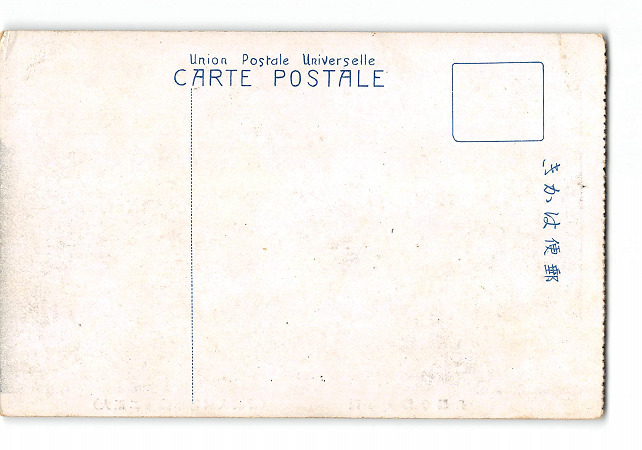 Union Postale Universelle
CARTE POSTALE
きかは便郵